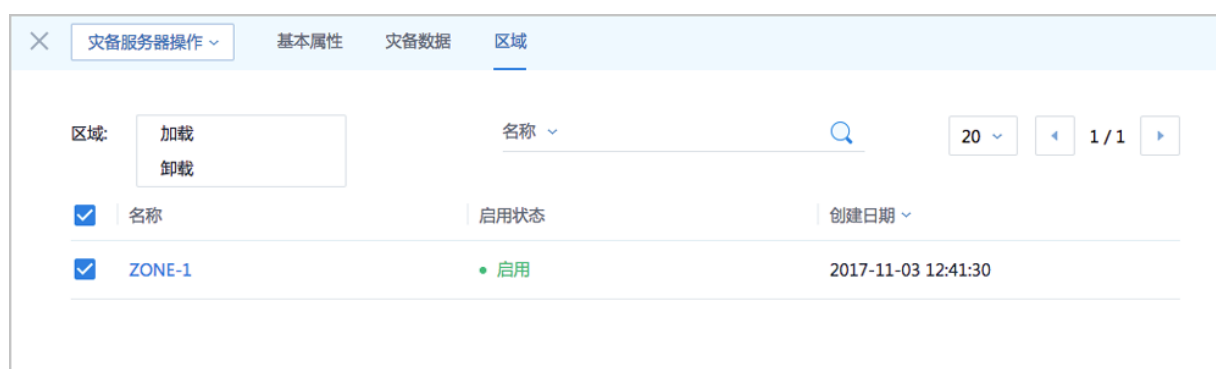 灾备服务器操作 基本属性 灾备数据 区域
区域: 加载 名称 20 1 / 1
卸载
名称 启用状态 创建日期
ZONE-1 启用 2017-11-03 12:41:30